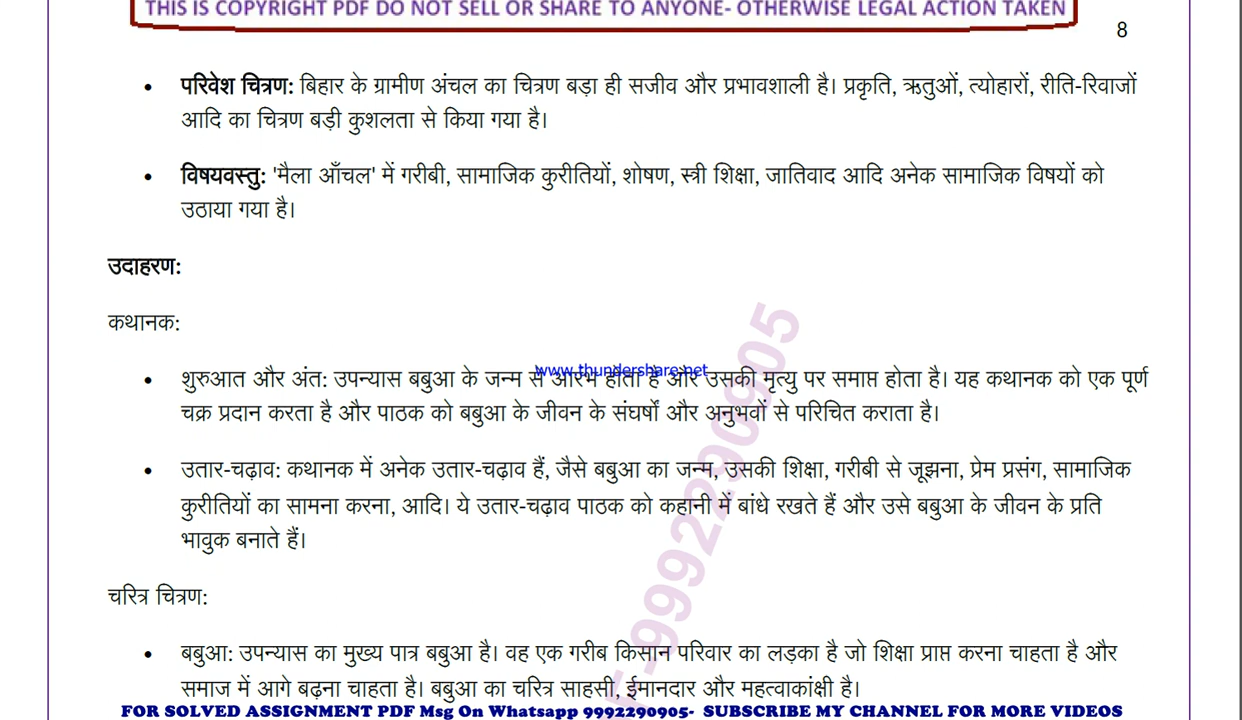 THIS IS COPYRIGHT PDF DO NOT SELL OR SHARE TO ANYONE- OTHERWISE LEGAL ACTION TAKEN
8
• परिवेश चित्रण: बिहार के ग्रामीण अंचल का चित्रण बड़ा ही सजीव और प्रभावशाली है। प्रकृति, ऋतुओं, त्योहारों, रीति-रिवाजों
आदि का चित्रण बड़ी कुशलता से किया गया है।
• विषयवस्तु: 'मैला आँचल' में गरीबी, सामाजिक कुरीतियों, शोषण, स्त्री शिक्षा, जातिवाद आदि अनेक सामाजिक विषयों को
उठाया गया है।
उदाहरण:
कथानक:
www.thundershare.net
• शुरुआत और अंत: उपन्यास बबुआ के जन्म से आरंभ होता है और उसकी मृत्यु पर समाप्त होता है। यह कथानक को एक पूर्ण
चक्र प्रदान करता है और पाठक को बबुआ के जीवन के संघर्षों और अनुभवों से परिचित कराता है।
• उतार-चढ़ाव: कथानक में अनेक उतार-चढ़ाव हैं, जैसे बबुआ का जन्म, उसकी शिक्षा, गरीबी से जूझना, प्रेम प्रसंग, सामाजिक
कुरीतियों का सामना करना, आदि। ये उतार-चढ़ाव पाठक को कहानी में बांधे रखते हैं और उसे बबुआ के जीवन के प्रति
भावुक बनाते हैं।
चरित्र चित्रण:
• बबुआ: उपन्यास का मुख्य पात्र बबुआ है। वह एक गरीब किसान परिवार का लड़का है जो शिक्षा प्राप्त करना चाहता है और
समाज में आगे बढ़ना चाहता है। बबुआ का चरित्र साहसी, ईमानदार और महत्वाकांक्षी है।
-9992290905
FOR SOLVED ASSIGNMENT PDF Msg On Whatsapp 9992290905- SUBSCRIBE MY CHANNEL FOR MORE VIDEOS